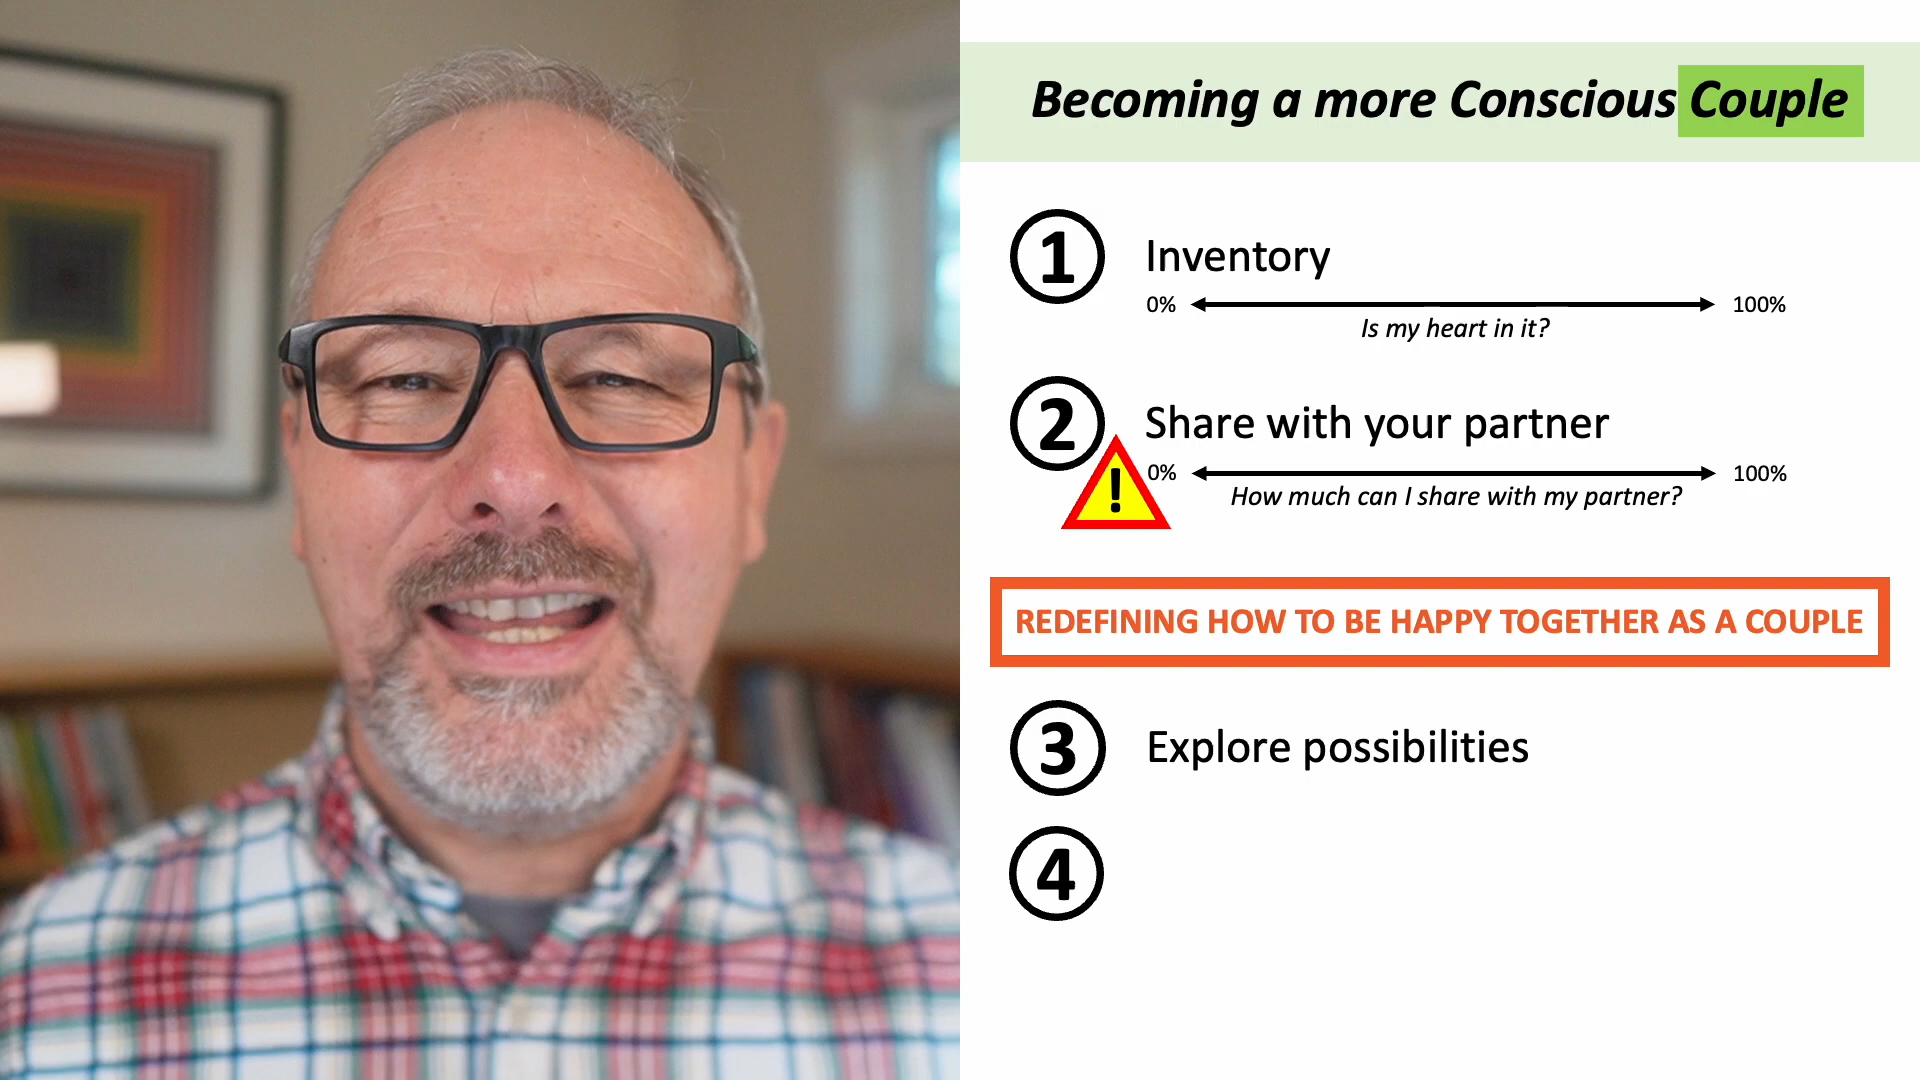 Becoming a more Conscious Couple
1
Inventory
0% 100%
Is my heart in it?
2
Share with your partner
!
0% 100%
How much can I share with my partner?
REDEFINING HOW TO BE HAPPY TOGETHER AS A COUPLE
3
Explore possibilities
4